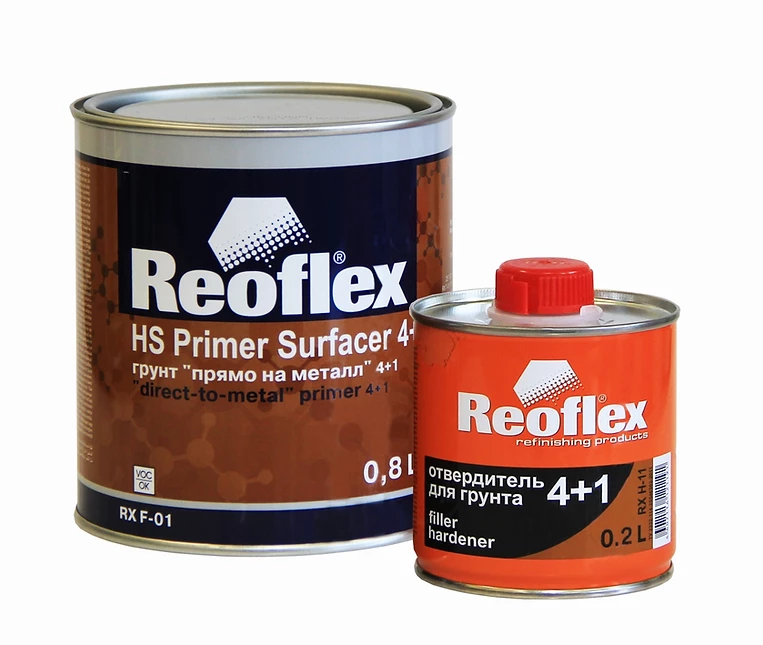 Reoflex®
HS Primer Surfacer 4+
грунт "прямо на металл" 4+1
"direct-to-metal" primer 4+1
0,8 L
VOC
OK
RX F-01
Reoflex®
refinishing products
отвердитель
для грунта 4+1
filler
hardener
0.2 L
RX H-11